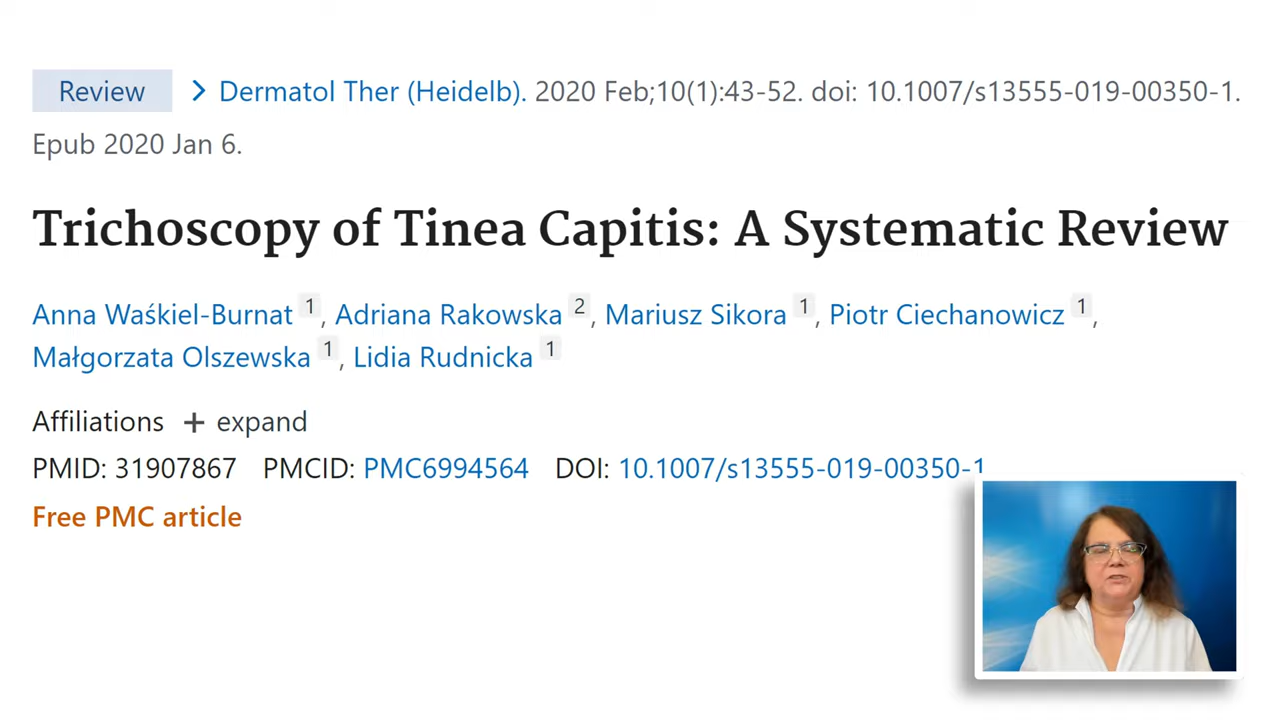 Review > Dermatol Ther (Heidelb). 2020 Feb;10(1):43-52. doi: 10.1007/s13555-019-00350-1.
Epub 2020 Jan 6.
Trichoscopy of Tinea Capitis: A Systematic Review
Anna Waśkiel-Burnat 1, Adriana Rakowska 2, Mariusz Sikora 1, Piotr Ciechanowicz 1,
Małgorzata Olszewska 1, Lidia Rudnicka 1
Affiliations + expand
PMID: 31907867 PMCID: PMC6994564 DOI: 10.1007/s13555-019-00350-1
Free PMC article